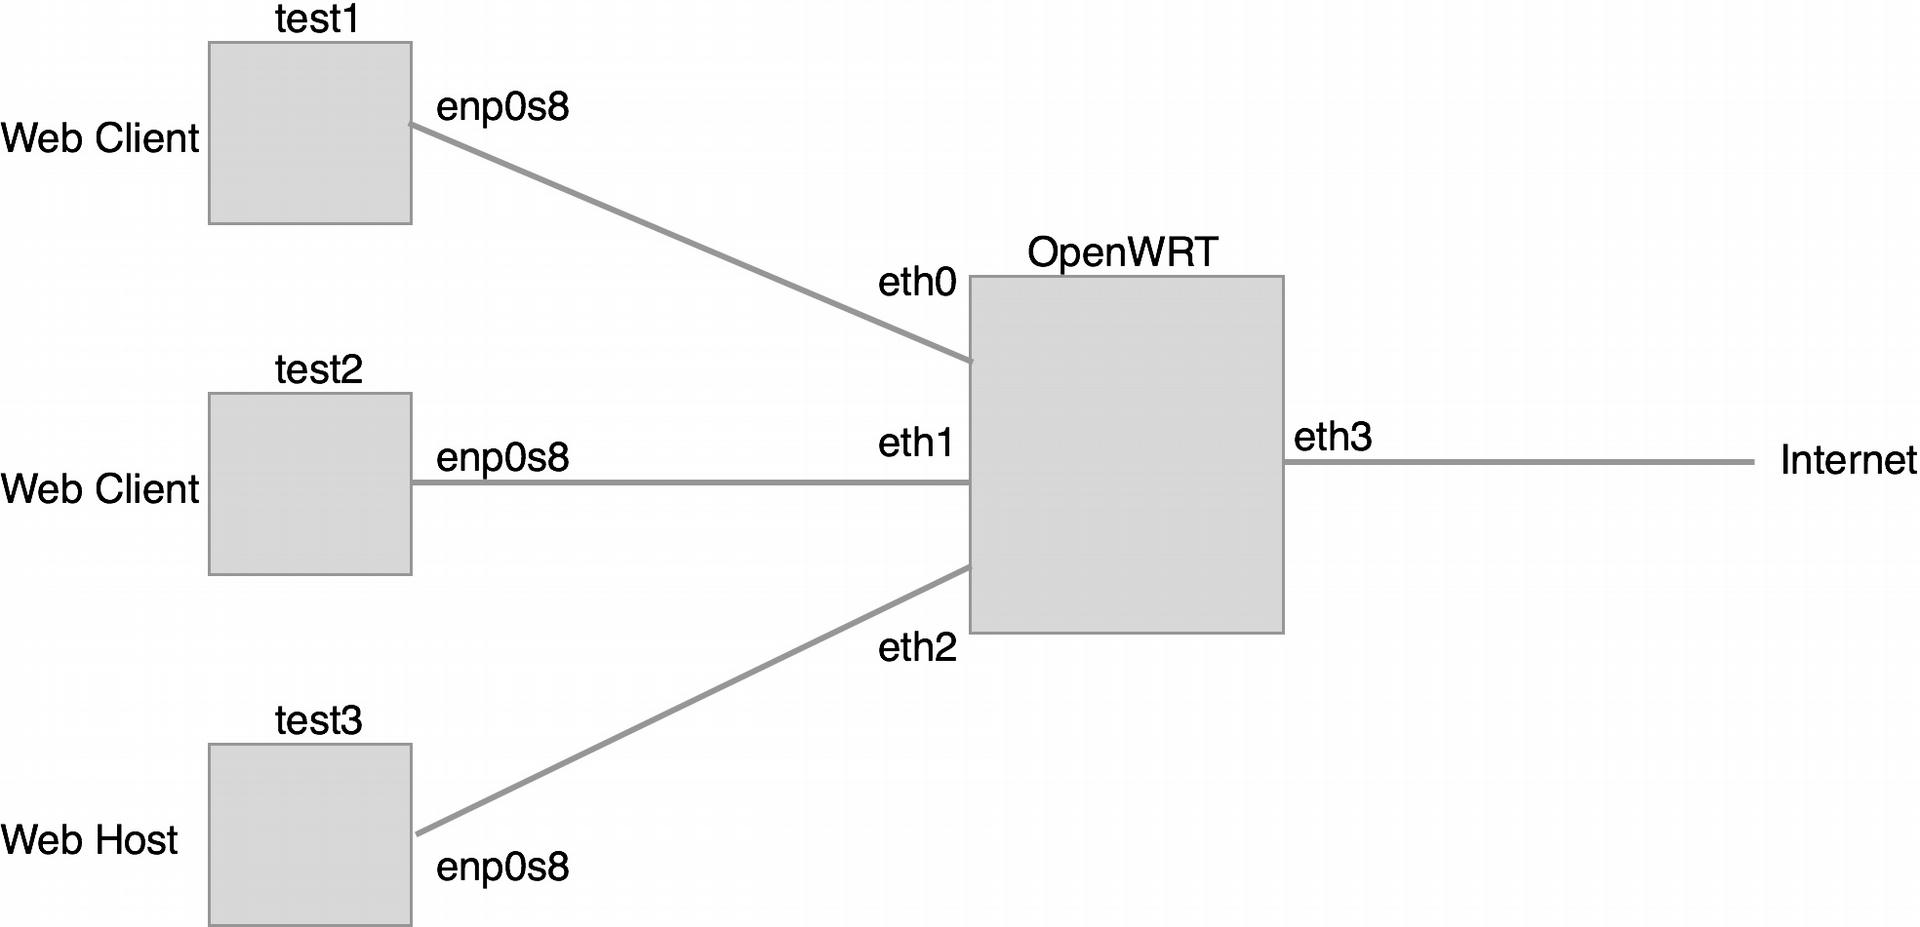 test1
enp0s8
Web Client
OpenWRT
eth0
test2
eth1
eth3
enp0s8
Internet
Web Client
eth2
test3
Web Host
enp0s8